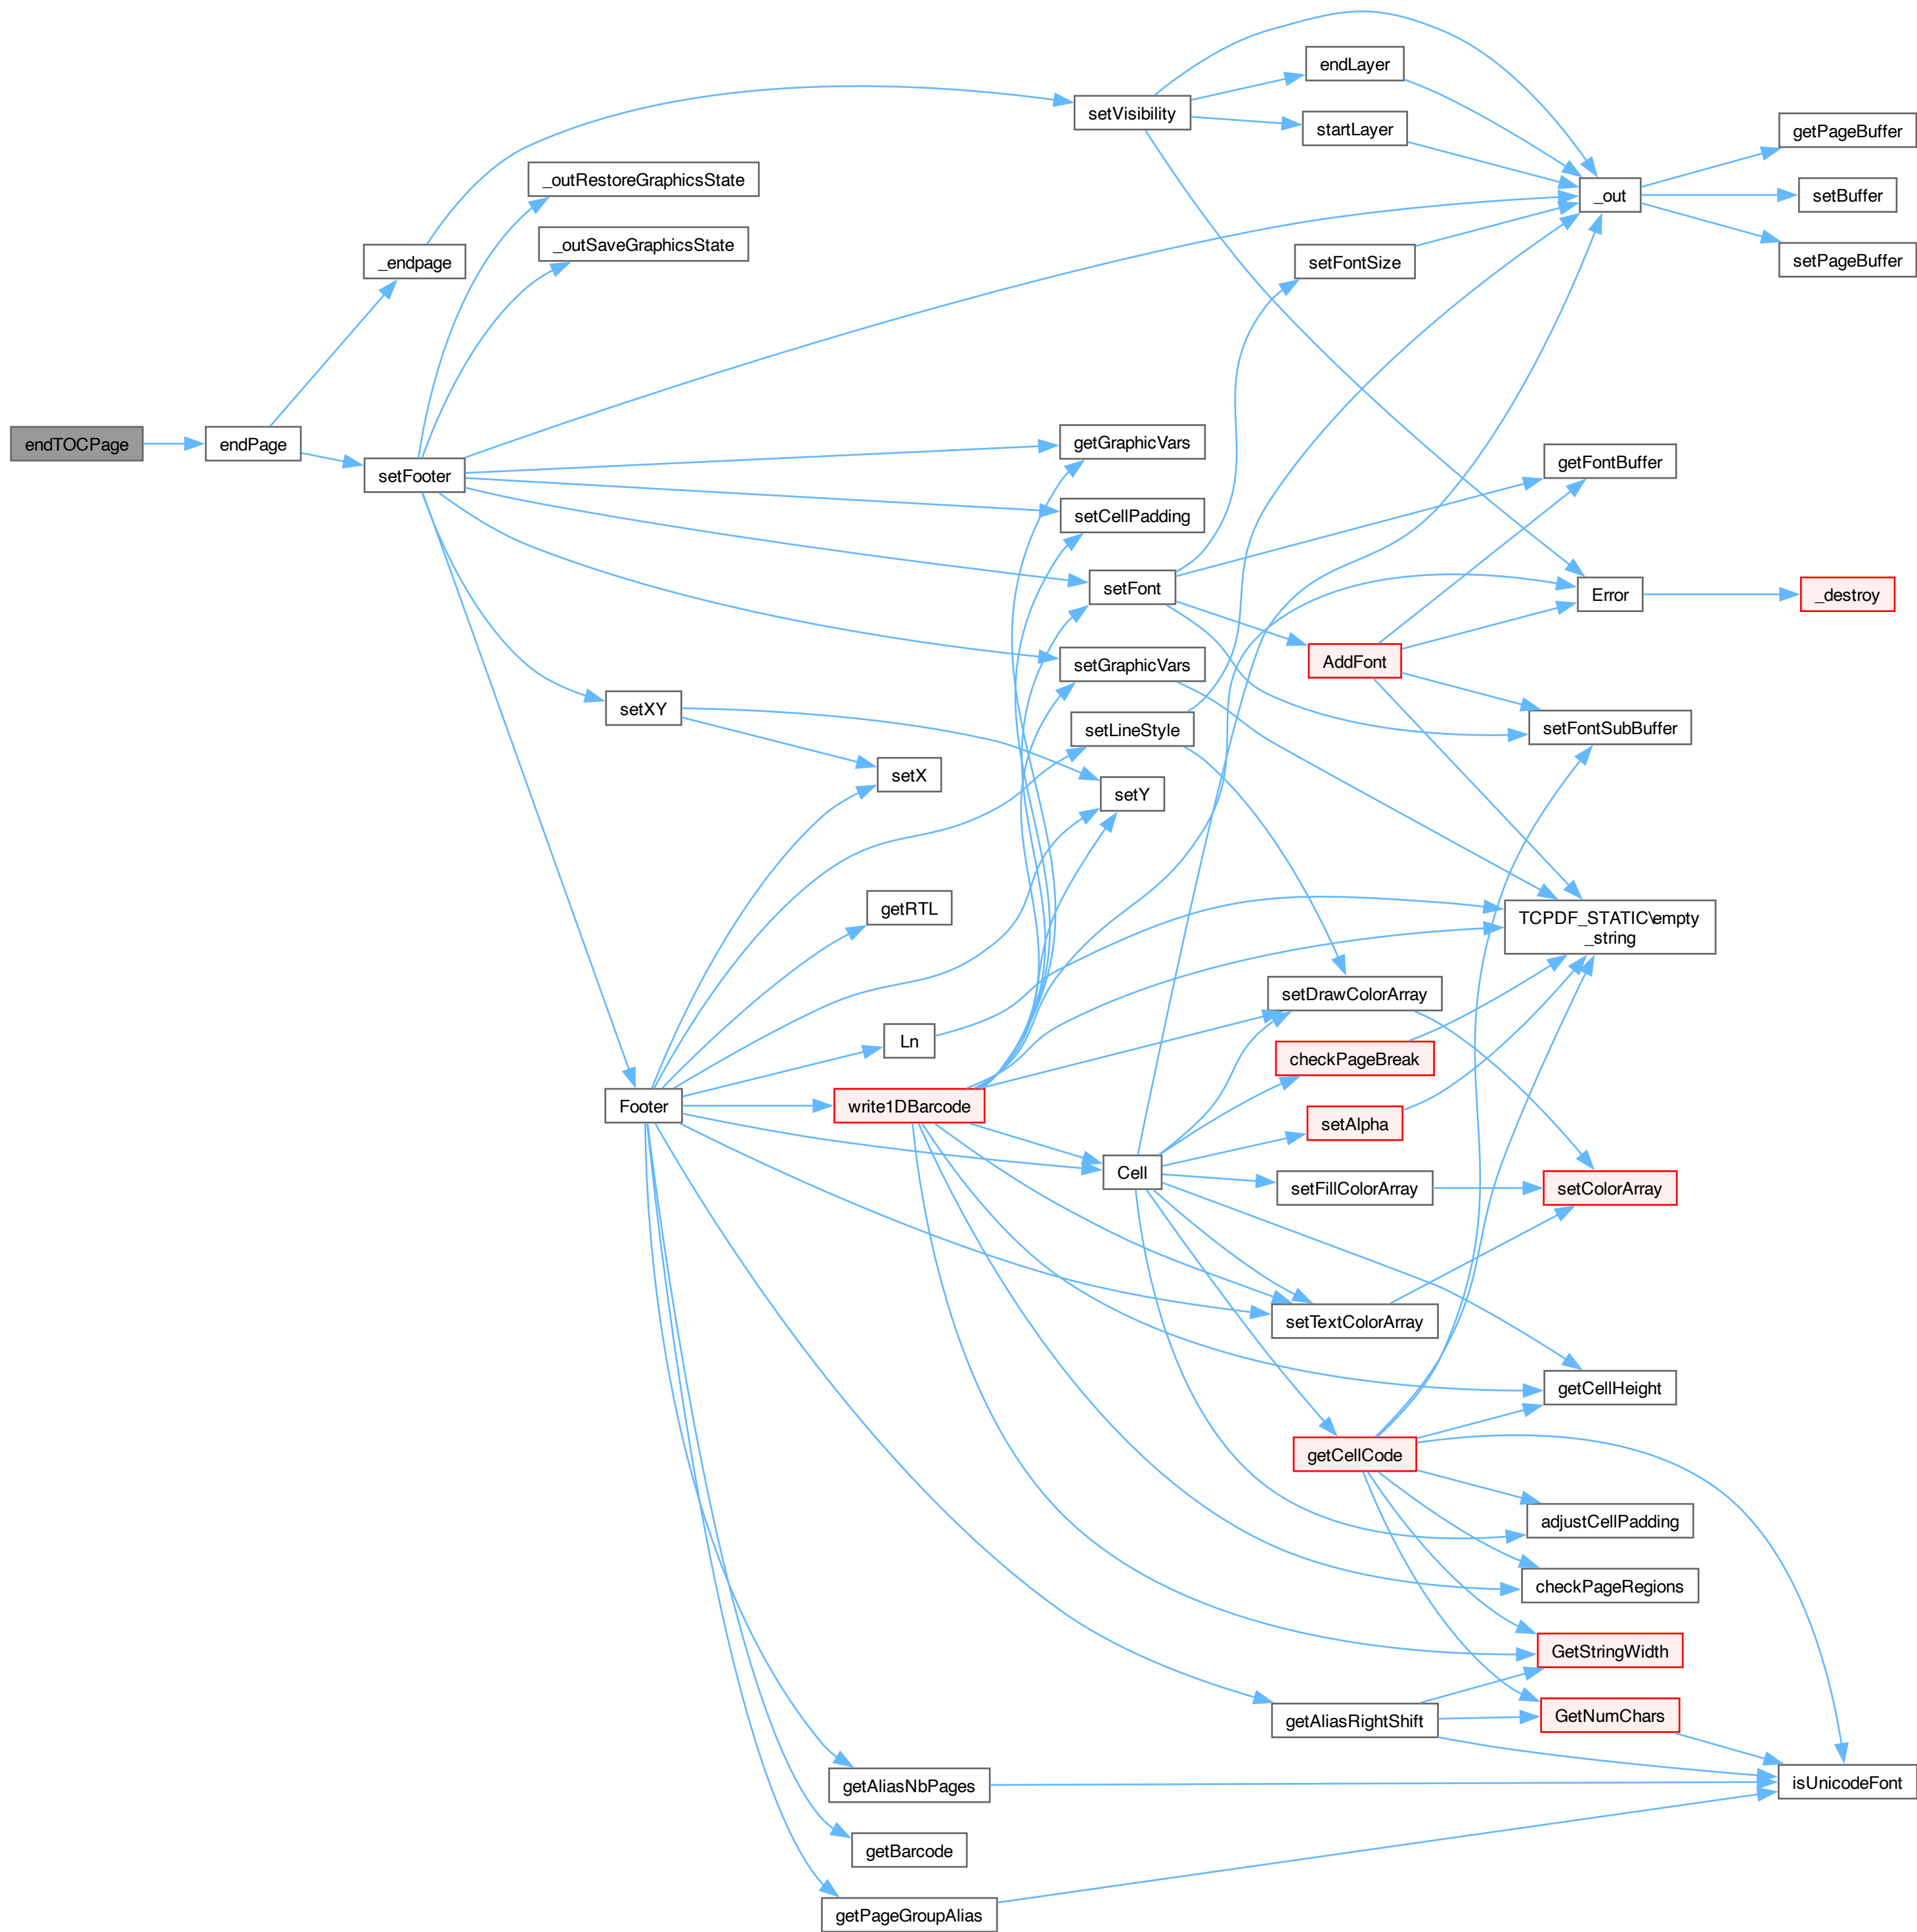 endLayer
setVisibility
startLayer
getPageBuffer
_outRestoreGraphicsState
_out
setBuffer
_outSaveGraphicsState
_endpage
setFontSize
setPageBuffer
endTOCPage
endPage
getGraphicVars
getFontBuffer
setFooter
setCellPadding
setFont
Error
_destroy
AddFont
setGraphicVars
setXY
setLineStyle
setFontSubBuffer
setX
setY
getRTL
TCPDF_STATIC\empty
_string
setDrawColorArray
Ln
checkPageBreak
Footer
write1DBarcode
setAlpha
Cell
setFillColorArray
setColorArray
setTextColorArray
getCellHeight
getCellCode
adjustCellPadding
checkPageRegions
GetStringWidth
getAliasRightShift
GetNumChars
getAliasNbPages
isUnicodeFont
getBarcode
getPageGroupAlias